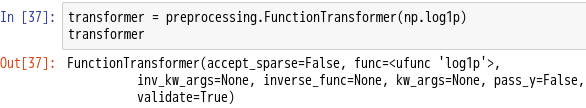 In [37]: transformer = preprocessing.FunctionTransformer(np.log1p)
transformer
Out[37]: FunctionTransformer(accept_sparse=False, func=<ufunc 'log1p'>,
inv_kw_args=None, inverse_func=None, kw_args=None, pass_y=False,
validate=True)